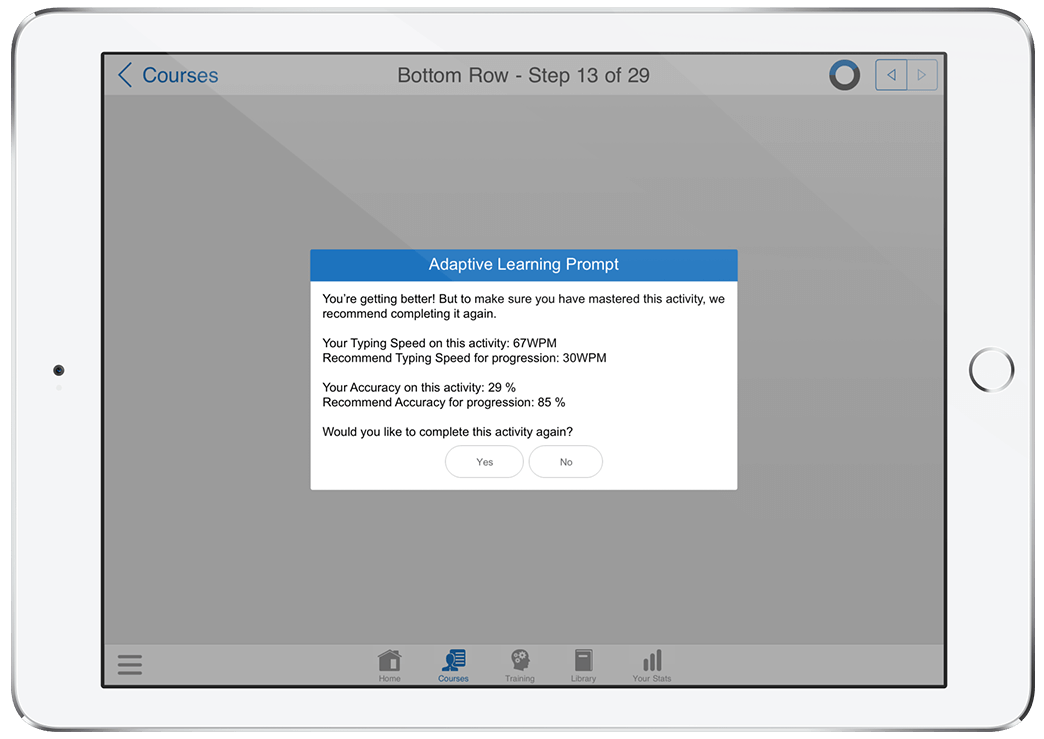 Courses
Bottom Row - Step 13 of 29
Adaptive Learning Prompt
You're getting better! But to make sure you have mastered this activity, we
recommend completing it again.
Your Typing Speed on this activity: 67WPM
Recommend Typing Speed for progression: 30WPM
Your Accuracy on this activity: 29 %
Recommend Accuracy for progression: 85 %
Would you like to complete this activity again?
Yes No
Home Courses Training Library Your Stats